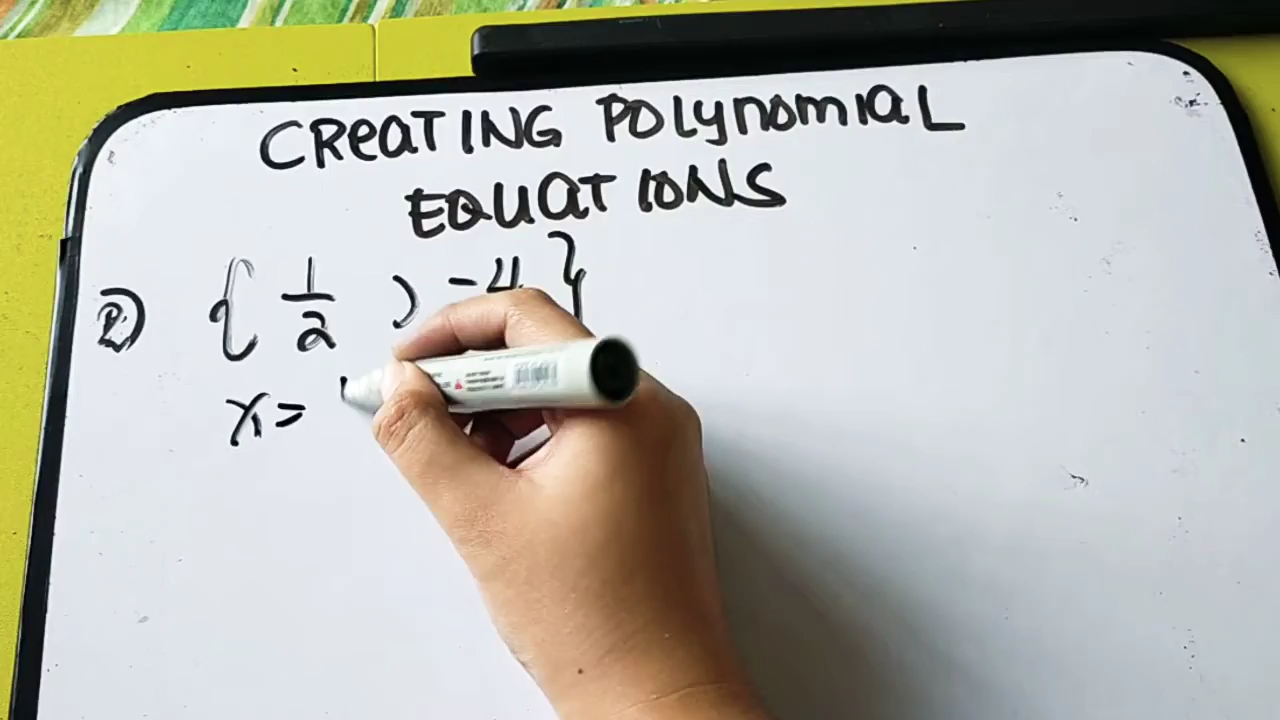 CREATING POLYNOMIAL
EQUATIONS
② { 1/2 , -4 }
x=